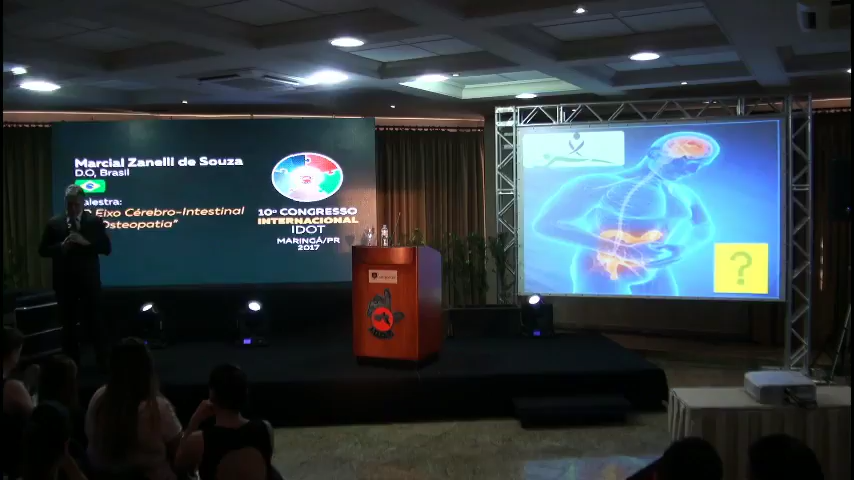 Marcial Zanelli de Souza
D.O, Brasil
alestra:
Eixo Cérebro-Intestinal
Osteopatia"
10º CONGRESSO
INTERNACIONAL
IDOT
MARINGÁ/PR
2017
?